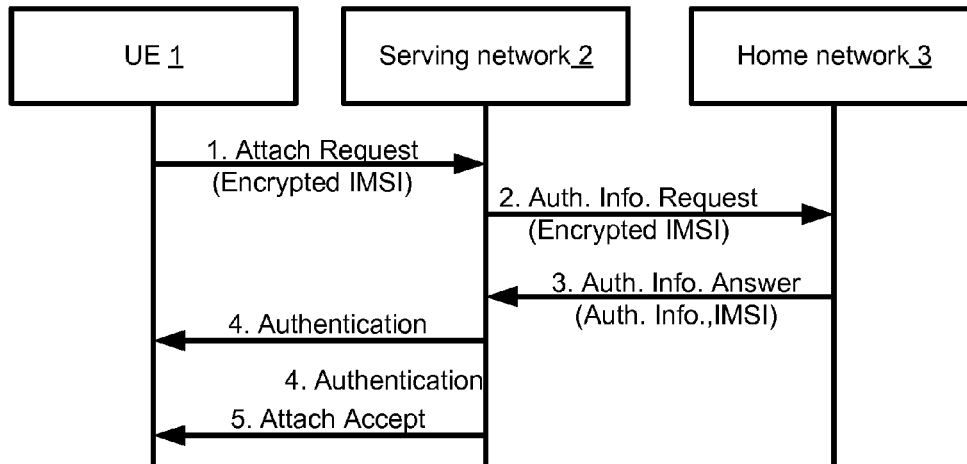 UE 1
Serving network 2
Home network 3
1. Attach Request
(Encrypted IMSI)
2. Auth. Info. Request
(Encrypted IMSI)
3. Auth. Info. Answer
(Auth. Info.,IMSI)
4. Authentication
4. Authentication
5. Attach Accept